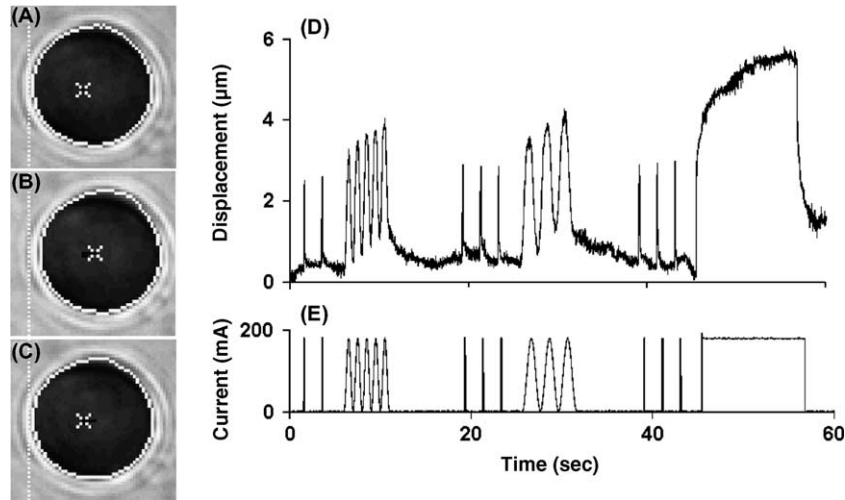 (A)
(B)
(C)
(D)
Displacement (µm)
6
4
2
0
(E)
Current (mA)
200
0
0 20 40 60
Time (sec)